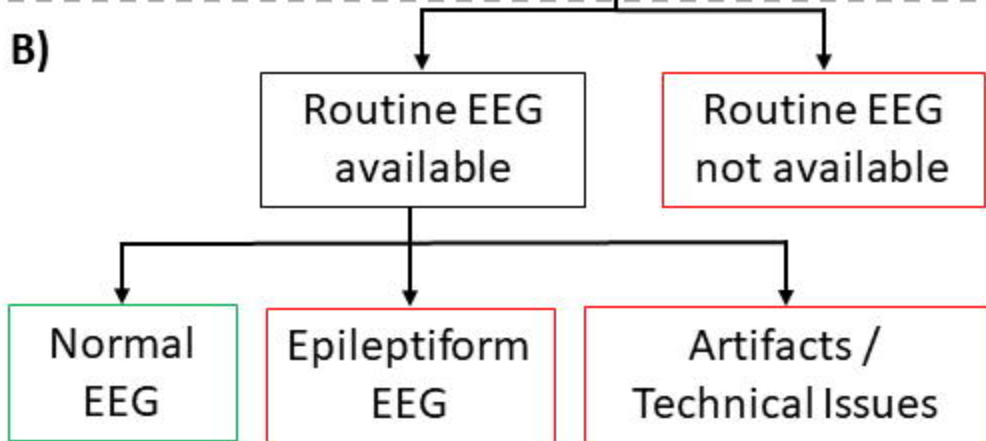 B)
Routine EEG
available
Routine EEG
not available
Normal
EEG
Epileptiform
EEG
Artifacts /
Technical Issues